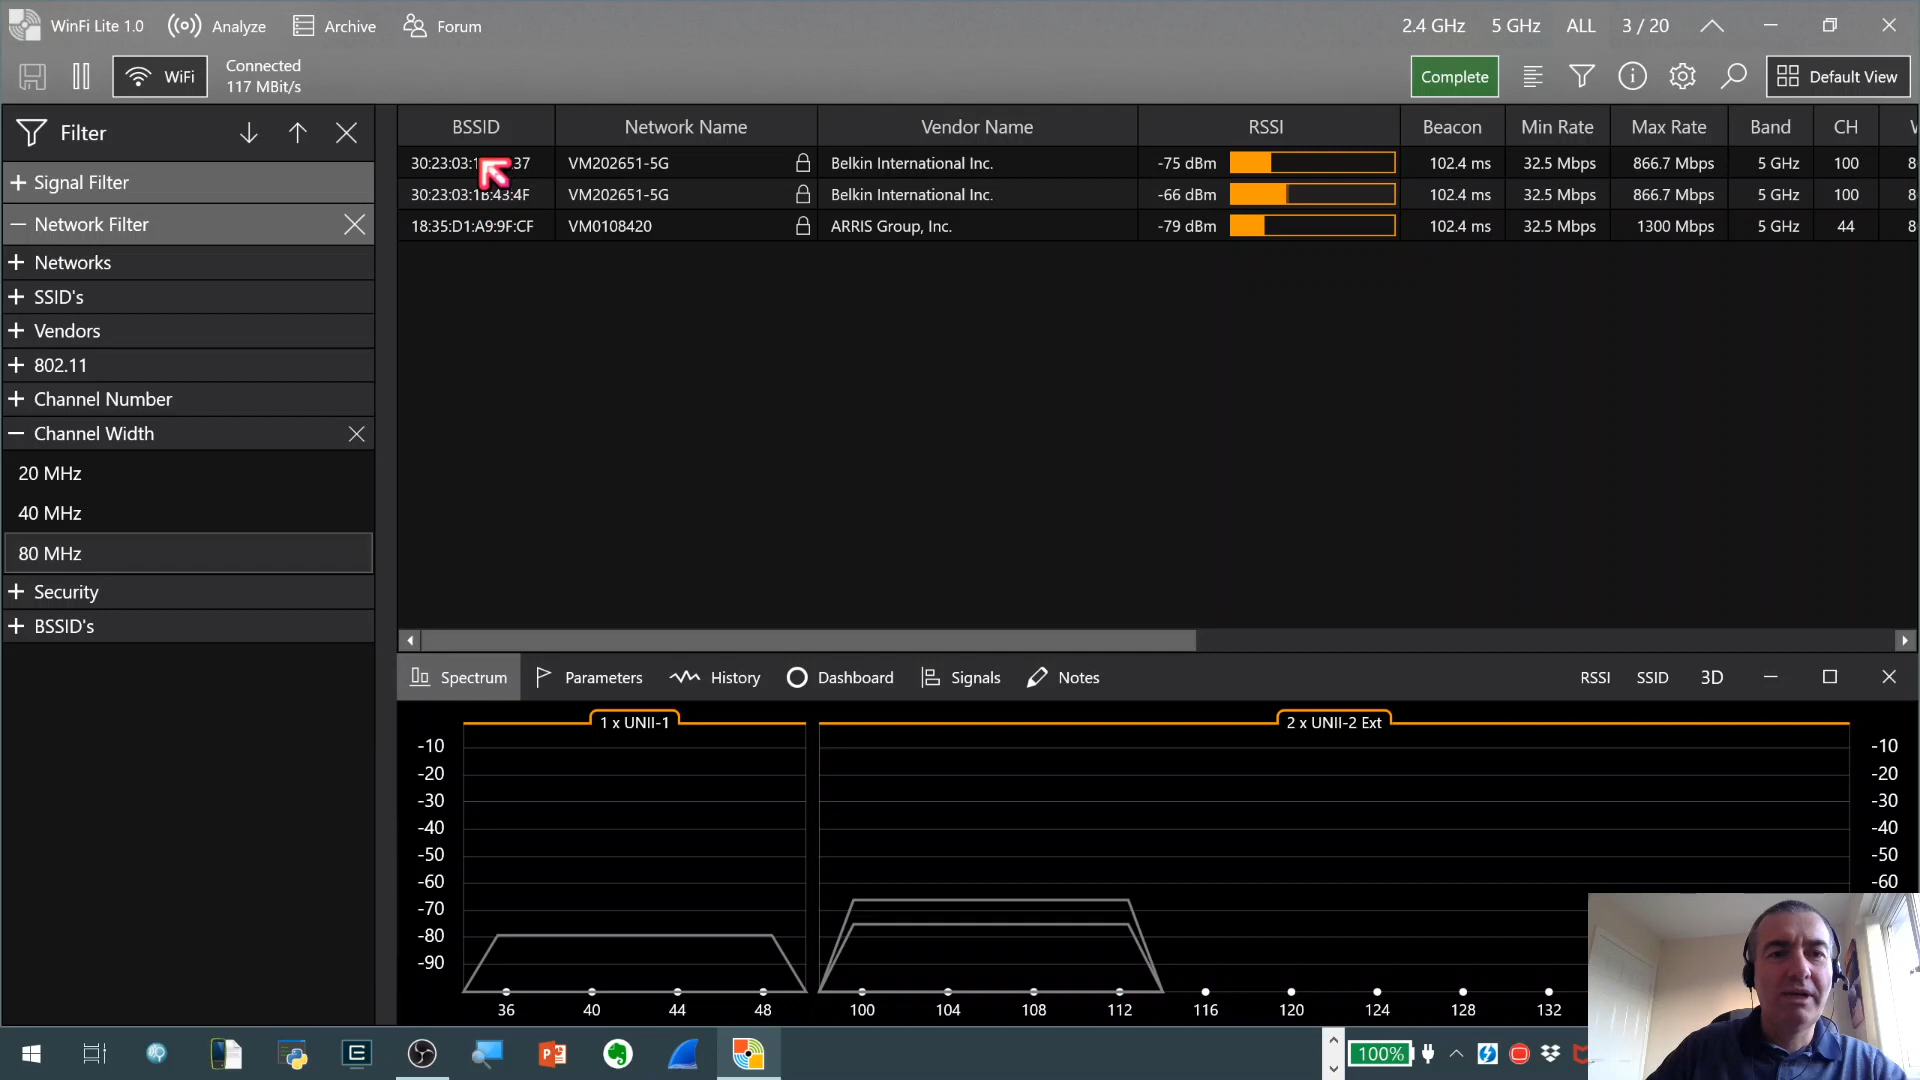 WinFi Lite 1.0 Analyze Archive Forum 2.4 GHz 5 GHz ALL 3 / 20
WiFi Connected 117 MBit/s Complete Default View
Filter
Signal Filter
Network Filter
Networks
SSID's
Vendors
802.11
Channel Number
Channel Width
20 MHz
40 MHz
80 MHz
Security
BSSID's
BSSID Network Name Vendor Name RSSI Beacon Min Rate Max Rate Band CH
30:23:03:1 37 VM202651-5G Belkin International Inc. -75 dBm 102.4 ms 32.5 Mbps 866.7 Mbps 5 GHz 100 8
30:23:03:1B:43:4F VM202651-5G Belkin International Inc. -66 dBm 102.4 ms 32.5 Mbps 866.7 Mbps 5 GHz 100 8
18:35:D1:A9:9F:CF VM0108420 ARRIS Group, Inc. -79 dBm 102.4 ms 32.5 Mbps 1300 Mbps 5 GHz 44 8
Spectrum Parameters History Dashboard Signals Notes RSSI SSID 3D
1 x UNII-1 2 x UNII-2 Ext
-10 -10
-20 -20
-30 -30
-40 -40
-50 -50
-60 -60
-70
-80
-90
36 40 44 48 100 104 108 112 116 120 124 128 132
100%